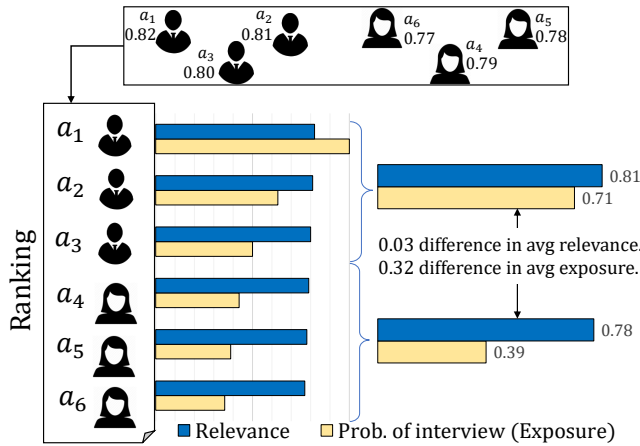 a₁
0.82
a₂
0.81
a₃
0.80
a₆
0.77
a₄
0.79
a₅
0.78
Ranking
a₁
a₂
a₃
a₄
a₅
a₆
0.81
0.71
0.03 difference in avg relevance.
0.32 difference in avg exposure.
0.78
0.39
Relevance
Prob. of interview (Exposure)